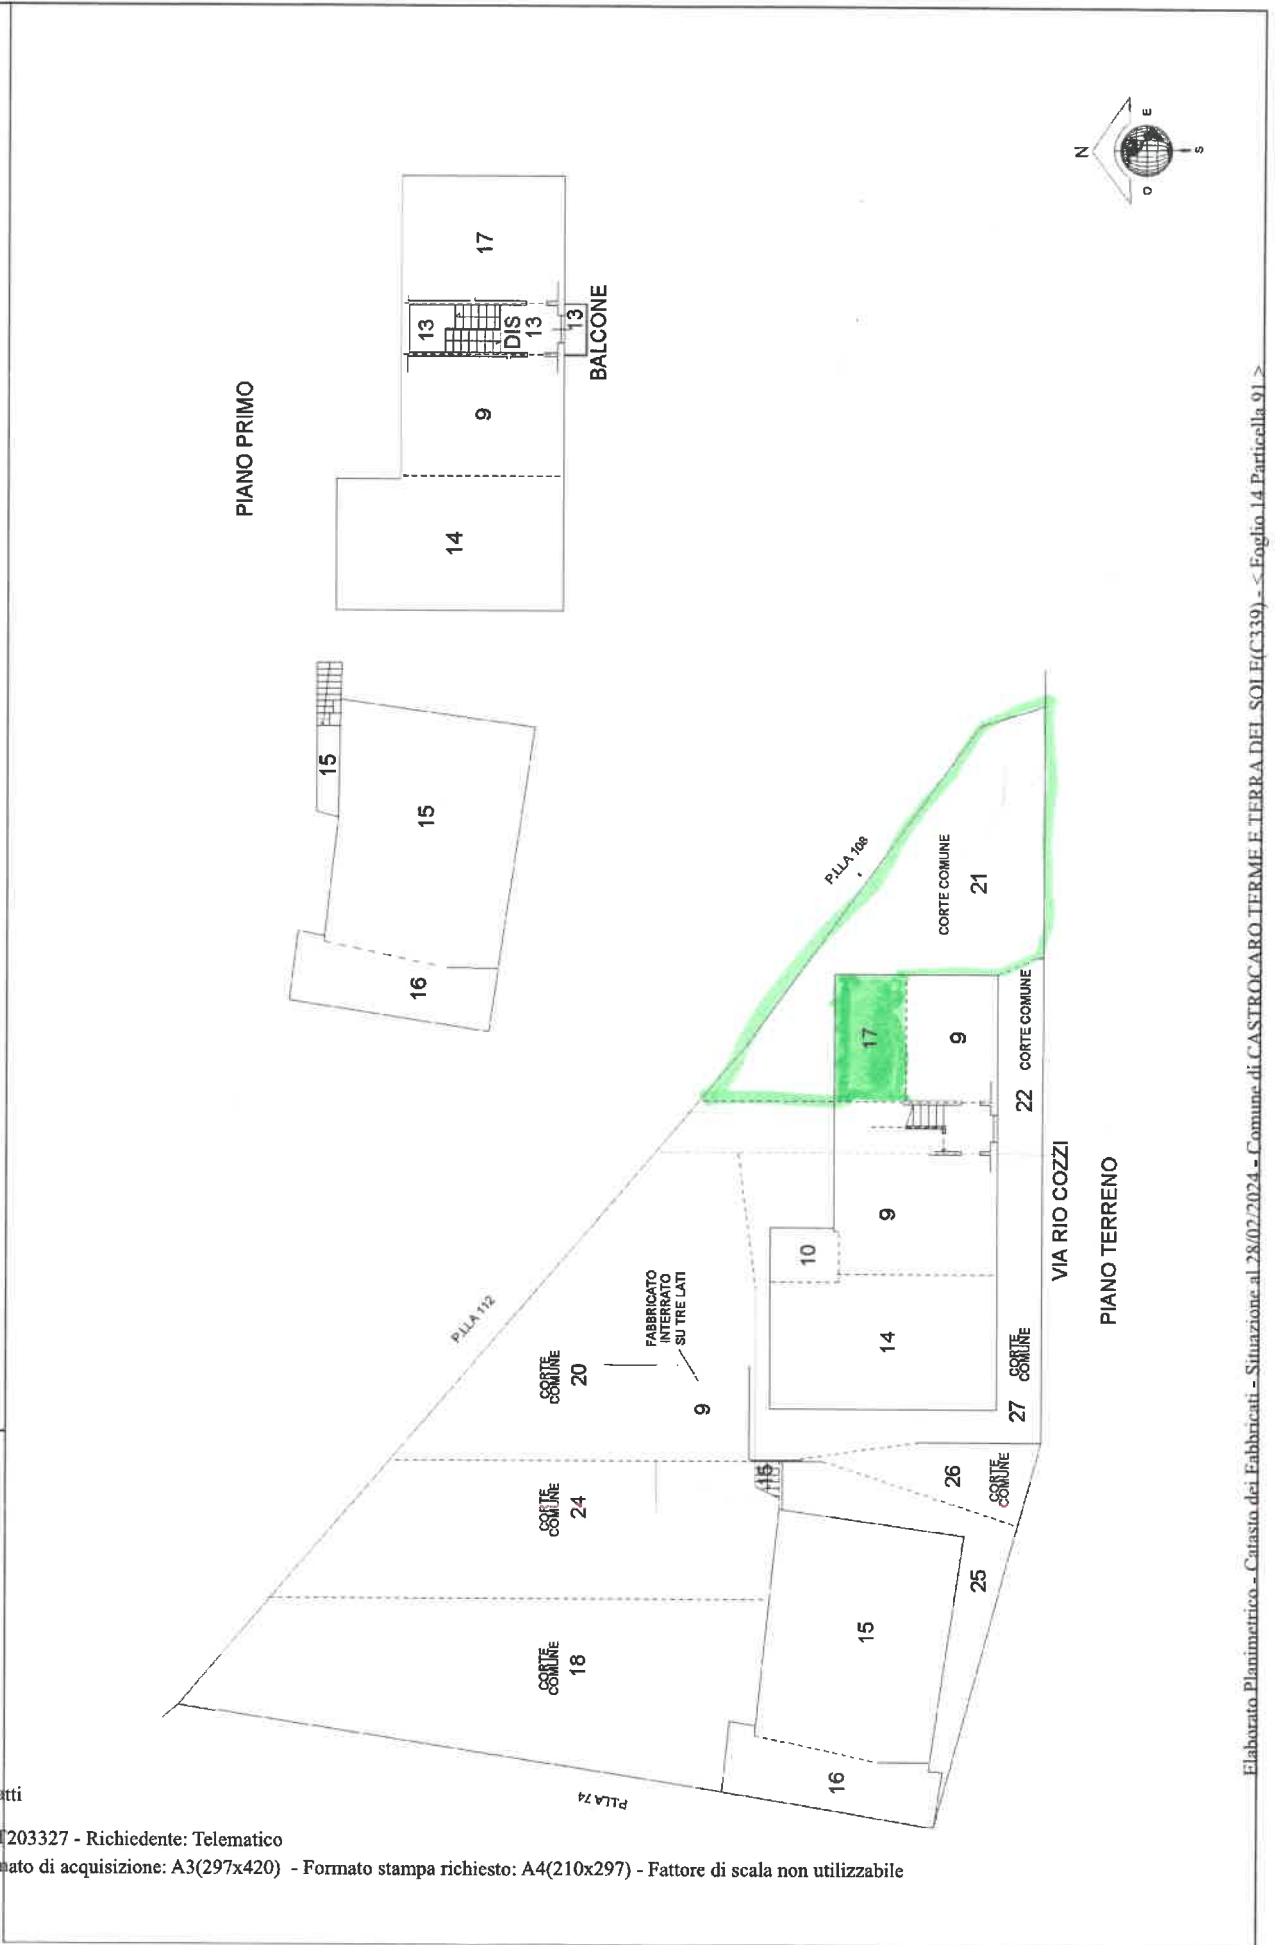 PIANO PRIMO
17
13
DIS
13
13
BALCONE
9
14
15
15
16
N
E
S
O
P.LLA 108
CORTE COMUNE
21
17
9
CORTE COMUNE
22
VIA RIO COZZI
PIANO TERRENO
9
10
14
P.LLA 112
FABBRICATO
INTERRATO
SU TRE LATI
9
CORTE
COMUNE
20
CORTE
COMUNE
27
CORTE
COMUNE
26
CORTE
COMUNE
24
15
25
15
CORTE
COMUNE
18
16
P.LLA 74
Elaborato Planimetrico - Catasto dei Fabbricati - Situazione al 28/02/2024 - Comune di CASTROCARO TERME E TERRA DEL SOLE(C339) - < Foglio 14 Particella 91 >
T203327 - Richiedente: Telematico
di acquisizione: A3(297x420) - Formato stampa richiesto: A4(210x297) - Fattore di scala non utilizzabile